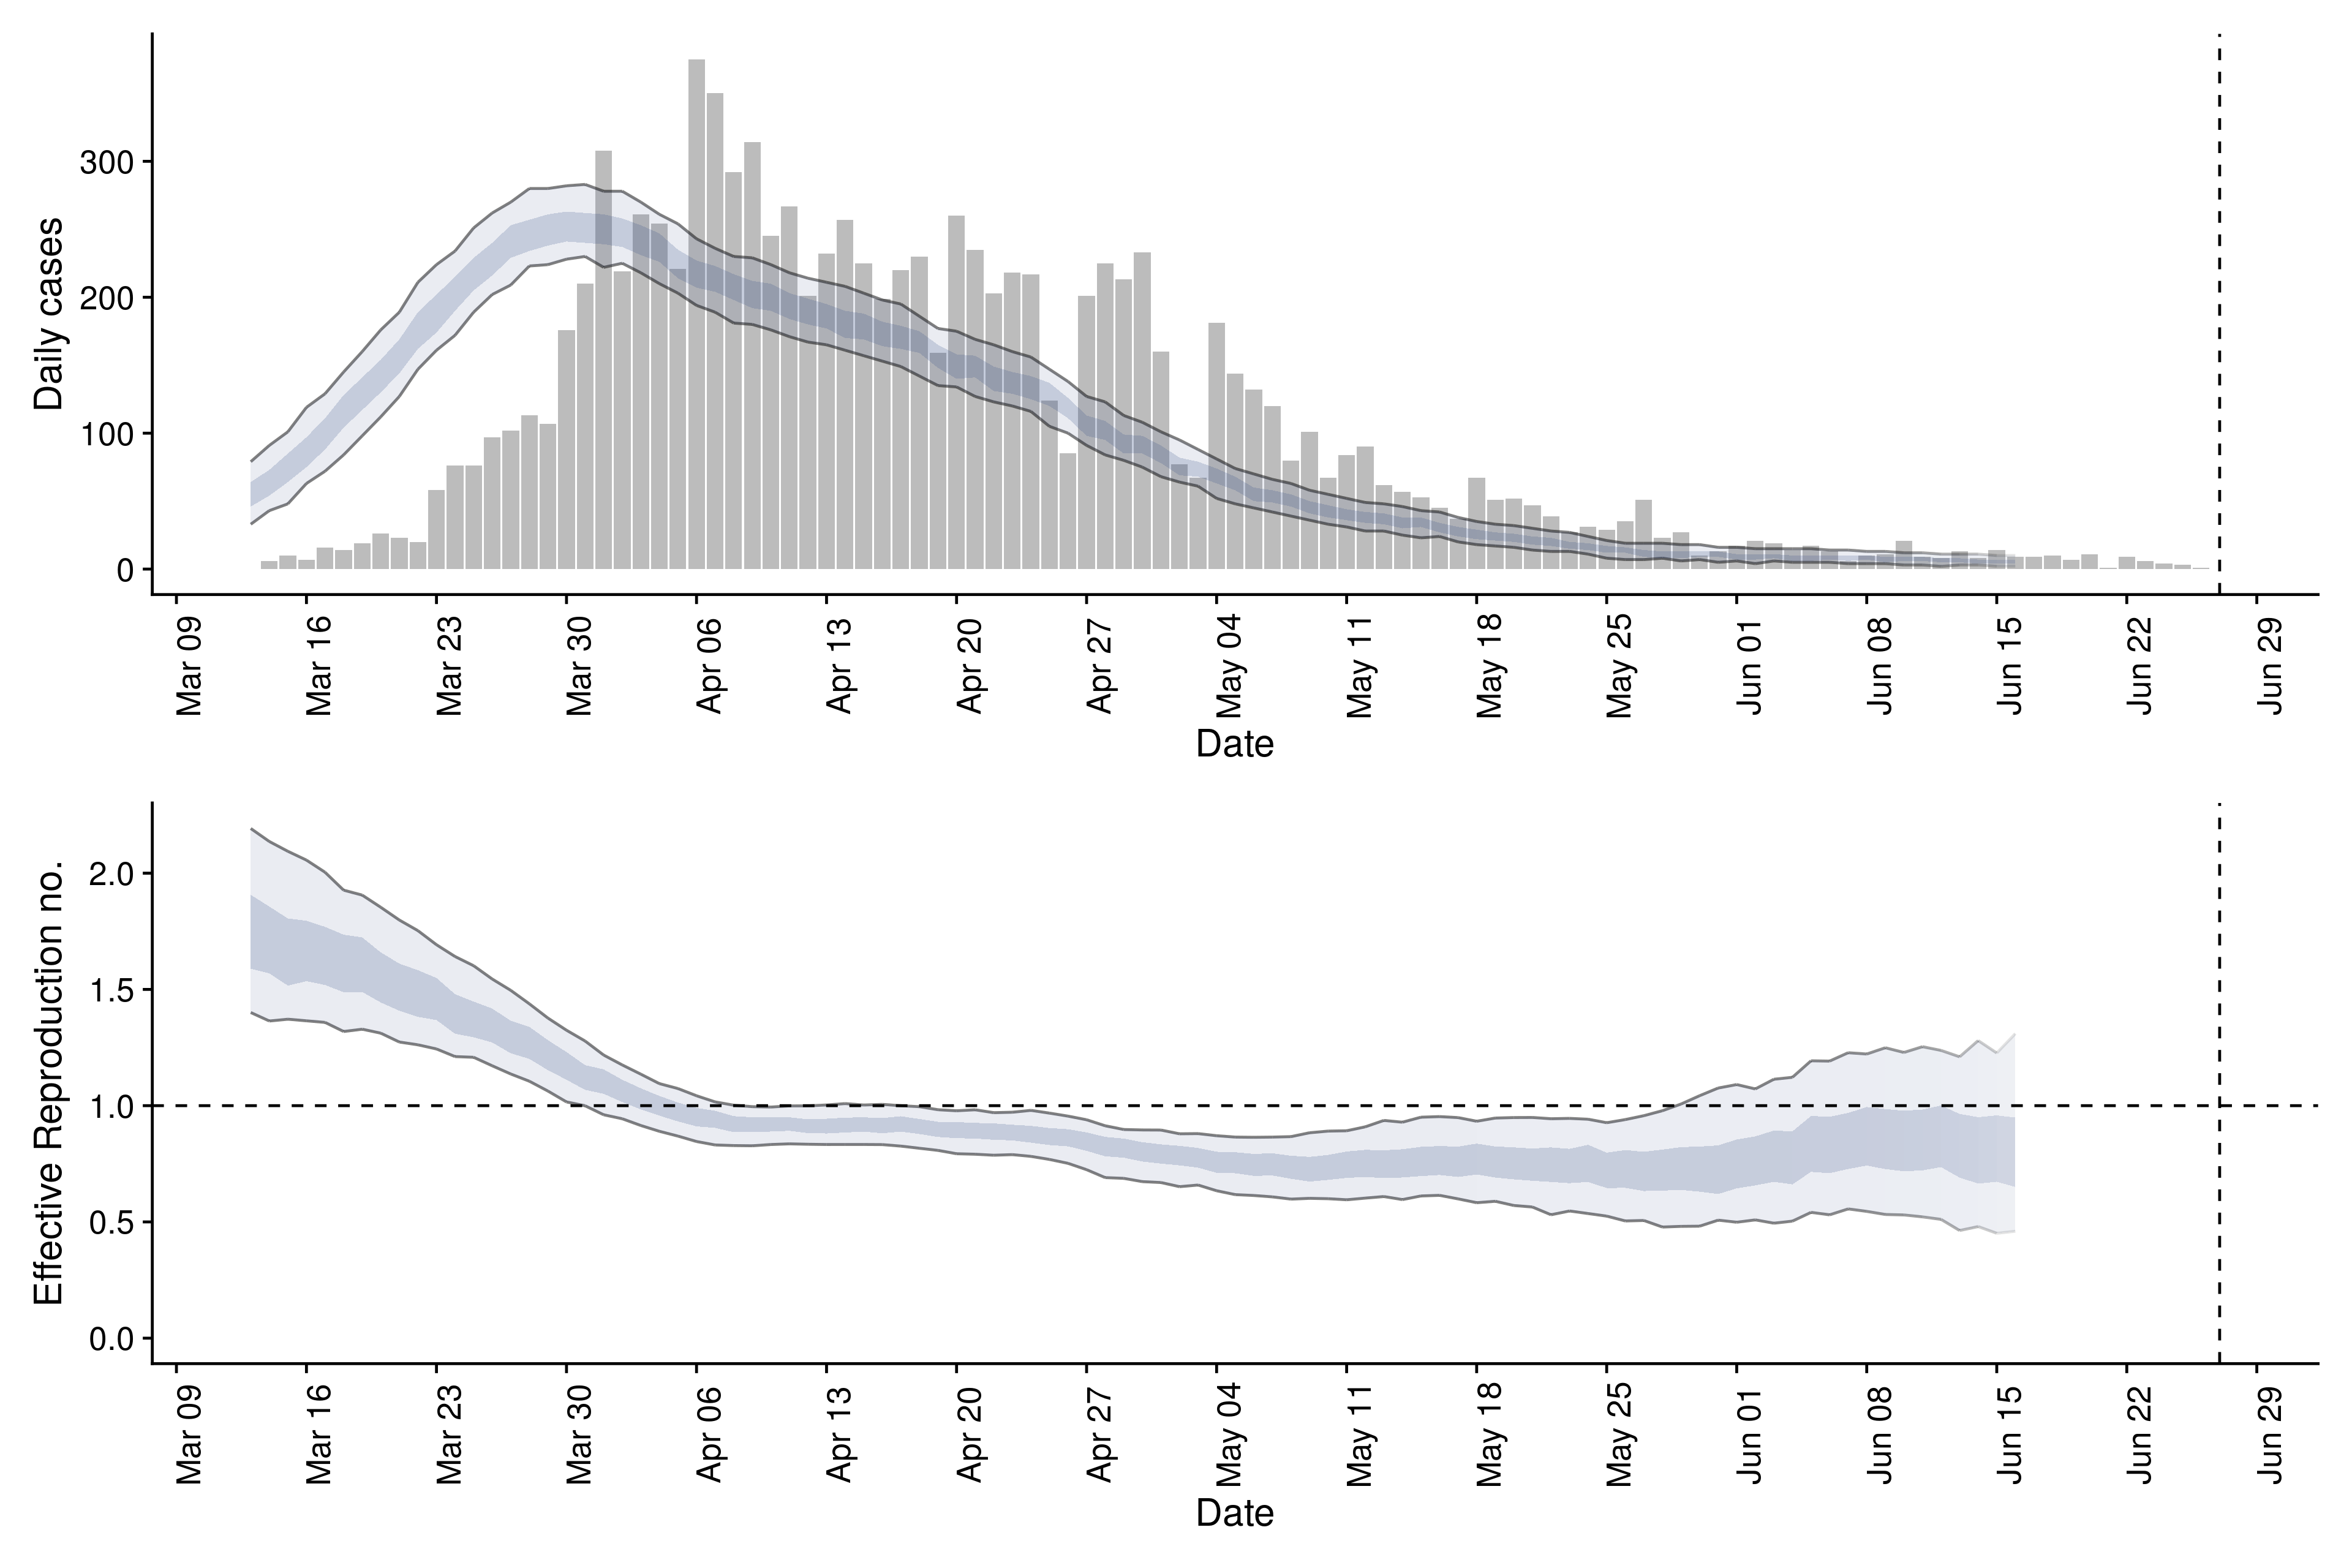 Daily cases
300
200
100
0
Mar 09
Mar 16
Mar 23
Mar 30
Apr 06
Apr 13
Apr 20
Apr 27
May 04
May 11
May 18
May 25
Jun 01
Jun 08
Jun 15
Jun 22
Jun 29
Date
Effective Reproduction no.
2.0
1.5
1.0
0.5
0.0
Mar 09
Mar 16
Mar 23
Mar 30
Apr 06
Apr 13
Apr 20
Apr 27
May 04
May 11
May 18
May 25
Jun 01
Jun 08
Jun 15
Jun 22
Jun 29
Date